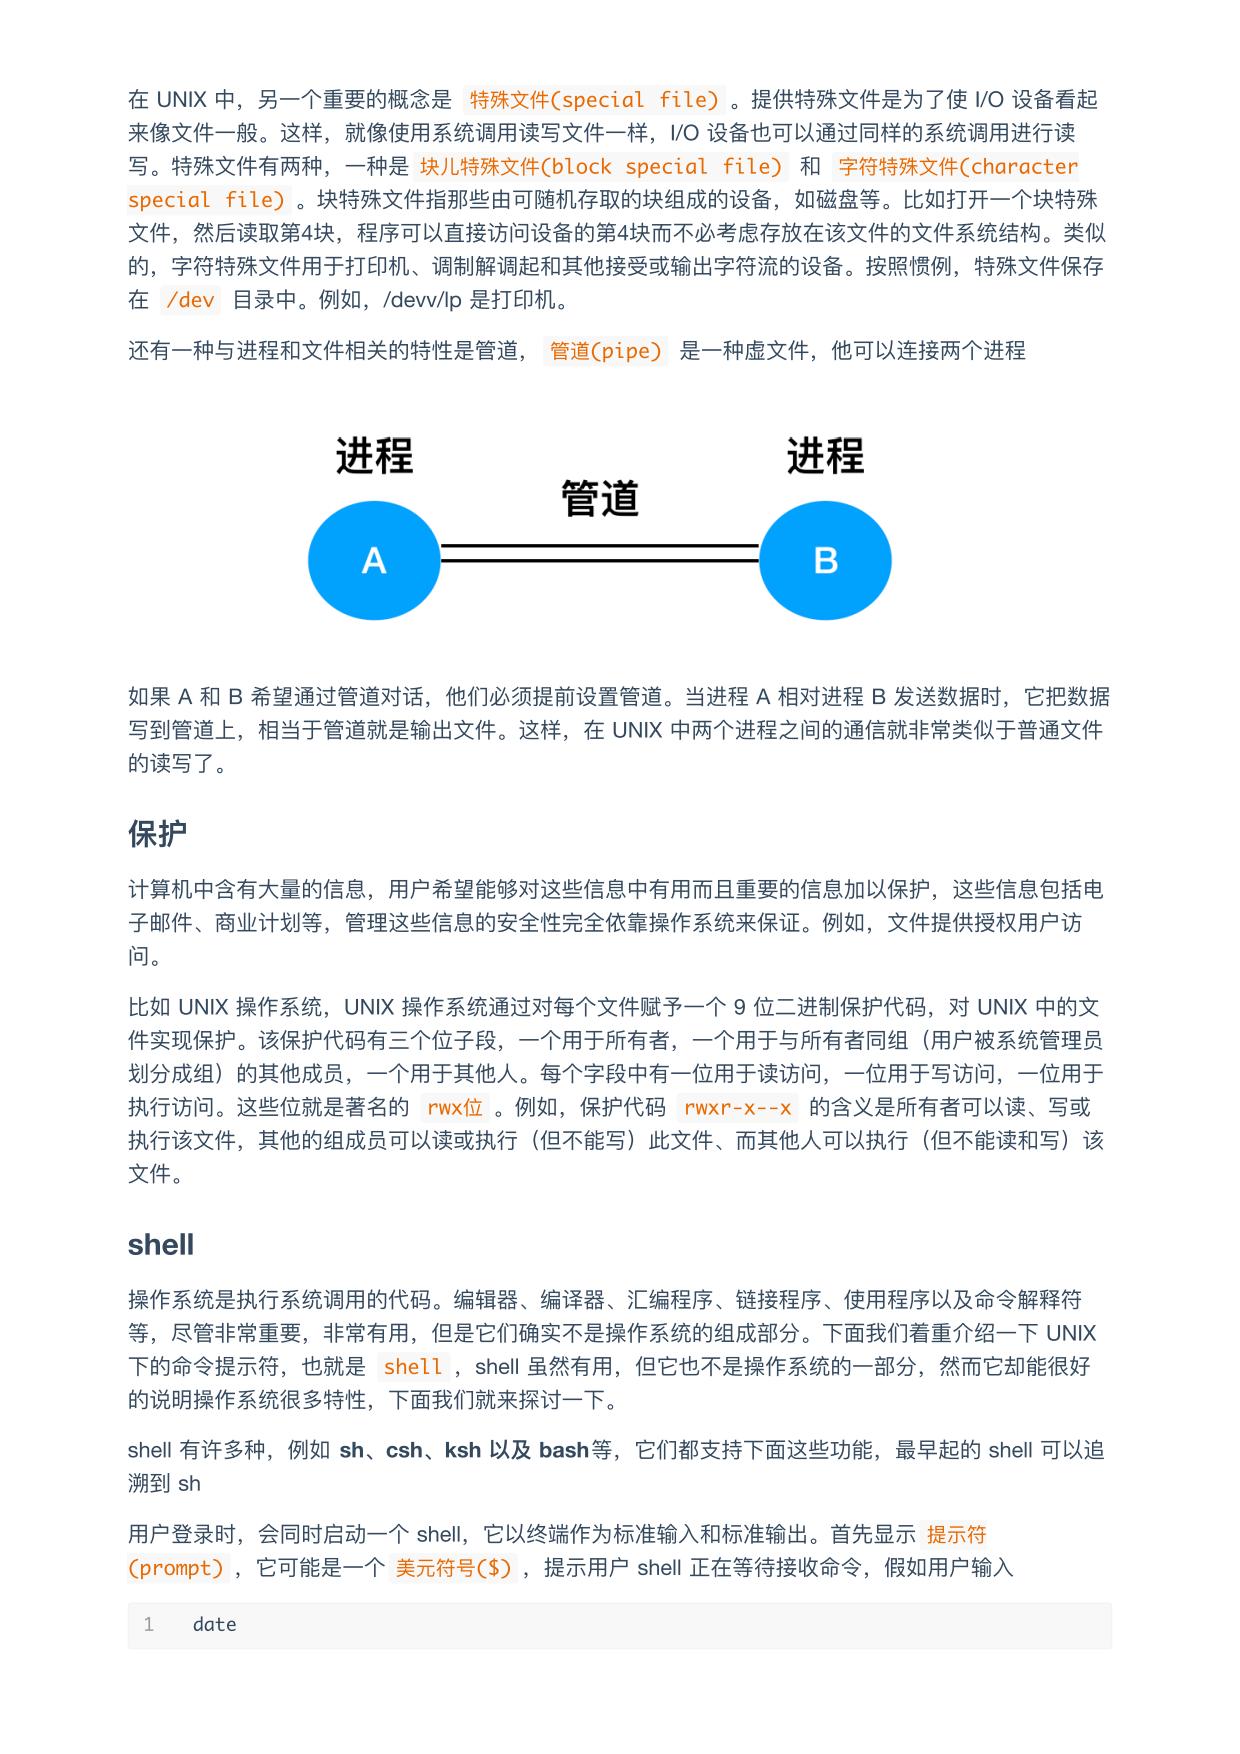 在 UNIX 中，另一个重要的概念是 特殊文件(special file) 。提供特殊文件是为了使 I/O 设备看起
来像文件一般。这样，就像使用系统调用读写文件一样，I/O 设备也可以通过同样的系统调用进行读
写。特殊文件有两种，一种是 块儿特殊文件(block special file) 和 字符特殊文件(character
special file) 。块特殊文件指那些由可随机存取的块组成的设备，如磁盘等。比如打开一个块特殊
文件，然后读取第4块，程序可以直接访问设备的第4块而不必考虑存放在该文件的文件系统结构。类似
的，字符特殊文件用于打印机、调制解调起和其他接受或输出字符流的设备。按照惯例，特殊文件保存
在 /dev 目录中。例如，/devv/lp 是打印机。
还有一种与进程和文件相关的特性是管道， 管道(pipe) 是一种虚文件，他可以连接两个进程
进程
进程
管道
A
B
如果 A 和 B 希望通过管道对话，他们必须提前设置管道。当进程 A 相对进程 B 发送数据时，它把数据
写到管道上，相当于管道就是输出文件。这样，在 UNIX 中两个进程之间的通信就非常类似于普通文件
的读写了。
保护
计算机中含有大量的信息，用户希望能够对这些信息中有用而且重要的信息加以保护，这些信息包括电
子邮件、商业计划等，管理这些信息的安全性完全依靠操作系统来保证。例如，文件提供授权用户访
问。
比如 UNIX 操作系统，UNIX 操作系统通过对每个文件赋予一个 9 位二进制保护代码，对 UNIX 中的文
件实现保护。该保护代码有三个位子段，一个用于所有者，一个用于与所有者同组（用户被系统管理员
划分成组）的其他成员，一个用于其他人。每个字段中有一位用于读访问，一位用于写访问，一位用于
执行访问。这些位就是著名的 rwx位 。例如，保护代码 rwxr-x--x 的含义是所有者可以读、写或
执行该文件，其他的组成员可以读或执行（但不能写）此文件、而其他人可以执行（但不能读和写）该
文件。
shell
操作系统是执行系统调用的代码。编辑器、编译器、汇编程序、链接程序、使用程序以及命令解释符
等，尽管非常重要，非常有用，但是它们确实不是操作系统的组成部分。下面我们着重介绍一下 UNIX
下的命令提示符，也就是 shell ，shell 虽然有用，但它也不是操作系统的一部分，然而它却能很好
的说明操作系统很多特性，下面我们就来探讨一下。
shell 有许多种，例如 sh、csh、ksh 以及 bash等，它们都支持下面这些功能，最早起的 shell 可以追
溯到 sh
用户登录时，会同时启动一个 shell，它以终端作为标准输入和标准输出。首先显示 提示符
(prompt) ，它可能是一个 美元符号($) ，提示用户 shell 正在等待接收命令，假如用户输入
1 date